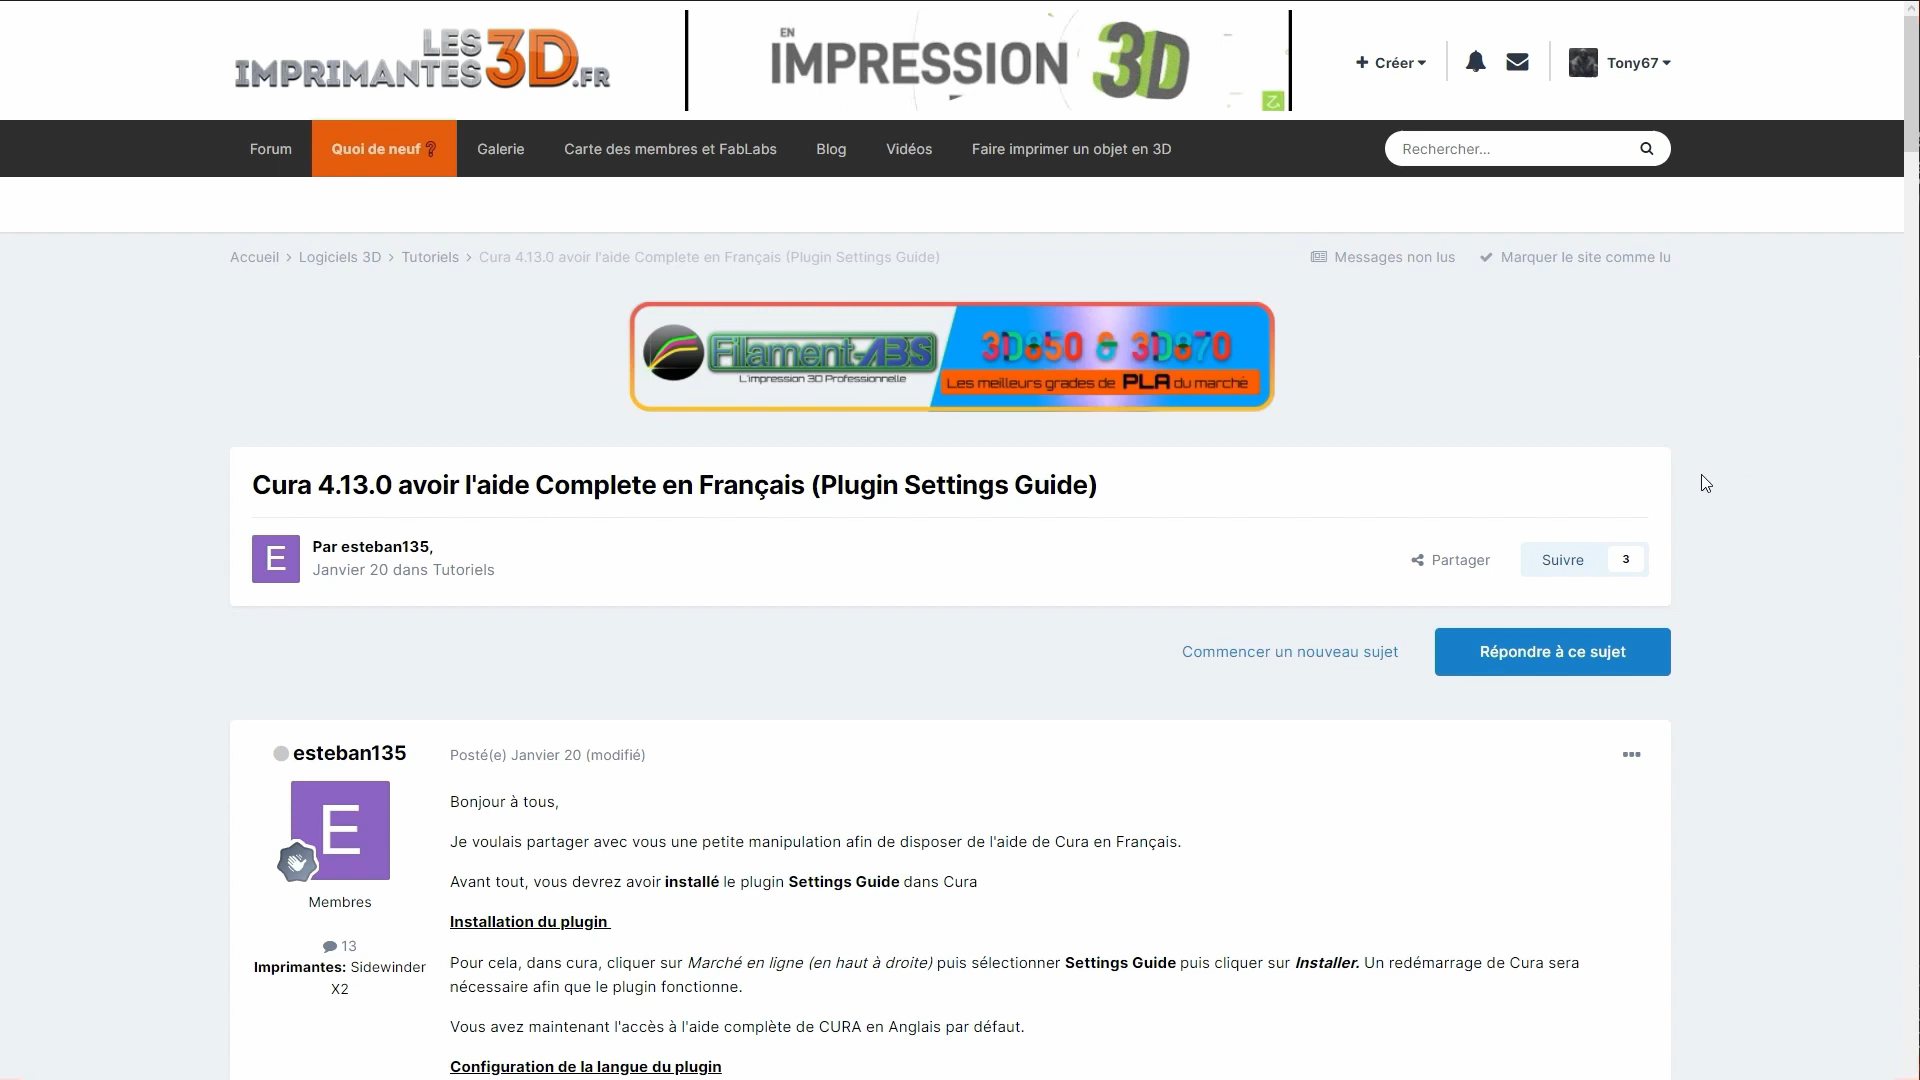 LES
IMPRIMANTES 3D.FR
EN
IMPRESSION 3D
Créer
Tony67
Forum
Quoi de neuf ?
Galerie
Carte des membres et FabLabs
Blog
Vidéos
Faire imprimer un objet en 3D
Rechercher...
Accueil > Logiciels 3D > Tutoriels > Cura 4.13.0 avoir l'aide Complete en Français (Plugin Settings Guide)
Messages non lus
Marquer le site comme lu
Filament-ABS
L'impression 3D Professionnelle
3D850 & 3D870
Les meilleurs grades de PLA du marché
Cura 4.13.0 avoir l'aide Complete en Français (Plugin Settings Guide)
E
Par esteban135,
Janvier 20 dans Tutoriels
Partager
Suivre 3
Commencer un nouveau sujet
Répondre à ce sujet
esteban135
E
Membres
13
Imprimantes: Sidewinder
X2
Posté(e) Janvier 20 (modifié)
Bonjour à tous,
Je voulais partager avec vous une petite manipulation afin de disposer de l'aide de Cura en Français.
Avant tout, vous devrez avoir installé le plugin Settings Guide dans Cura
Installation du plugin
Pour cela, dans cura, cliquer sur Marché en ligne (en haut à droite) puis sélectionner Settings Guide puis cliquer sur Installer. Un redémarrage de Cura sera
nécessaire afin que le plugin fonctionne.
Vous avez maintenant l'accès à l'aide complète de CURA en Anglais par défaut.
Configuration de la langue du plugin